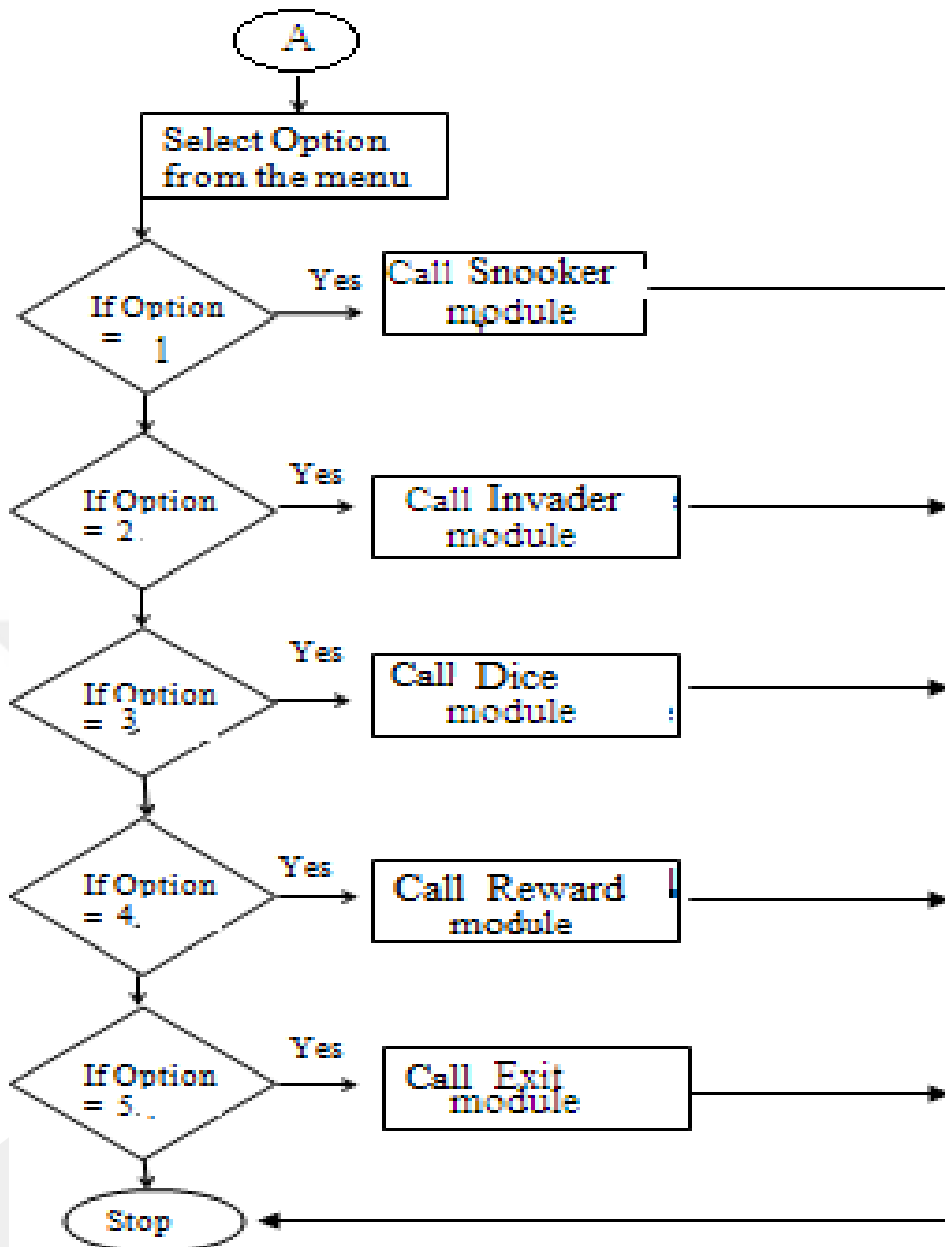 A
Select Option
from the menu
If Option
= 1
Yes
Call Snooker
module
If Option
= 2.
Yes
Call Invader
module
If Option
= 3.
Yes
Call Dice
module
If Option
= 4.
Yes
Call Reward
module
If Option
= 5..
Yes
Call Exit
module
Stop